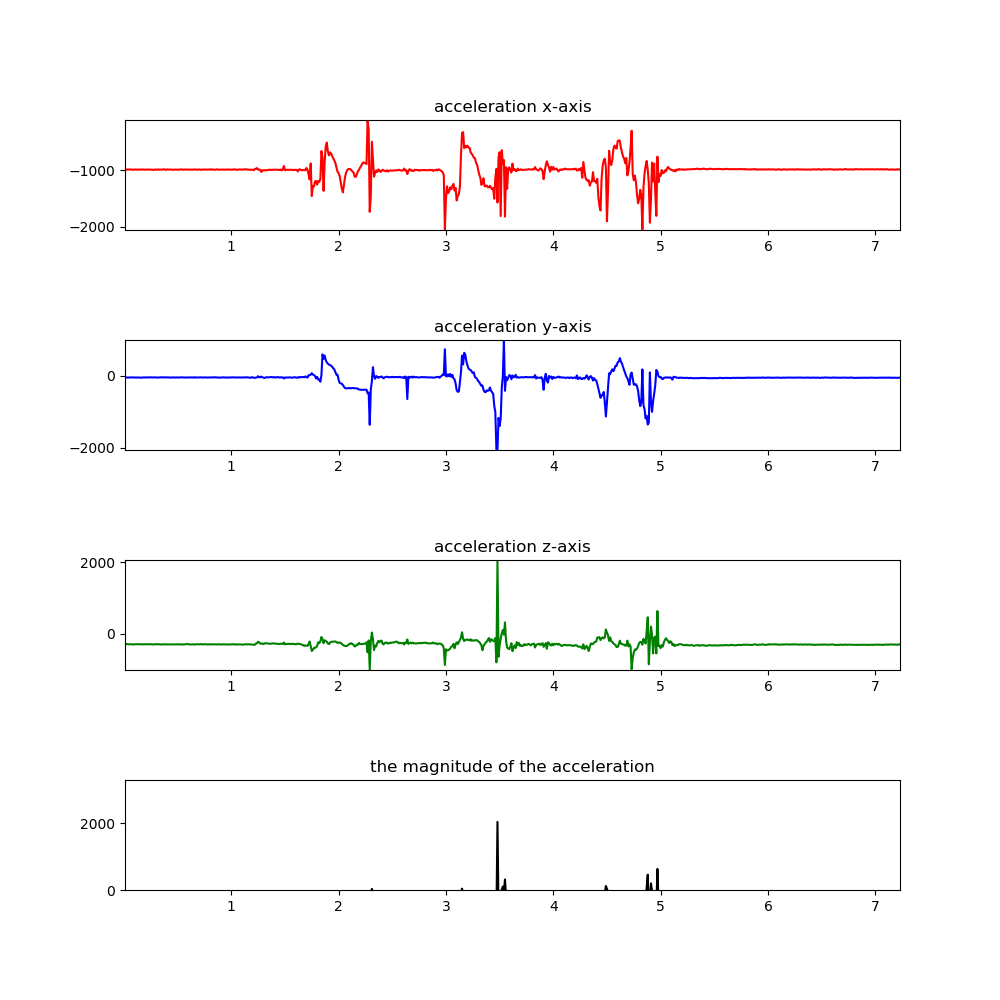 acceleration x-axis
−1000
−2000
1 2 3 4 5 6 7
acceleration y-axis
0
−2000
1 2 3 4 5 6 7
acceleration z-axis
2000
0
1 2 3 4 5 6 7
the magnitude of the acceleration
2000
0
1 2 3 4 5 6 7